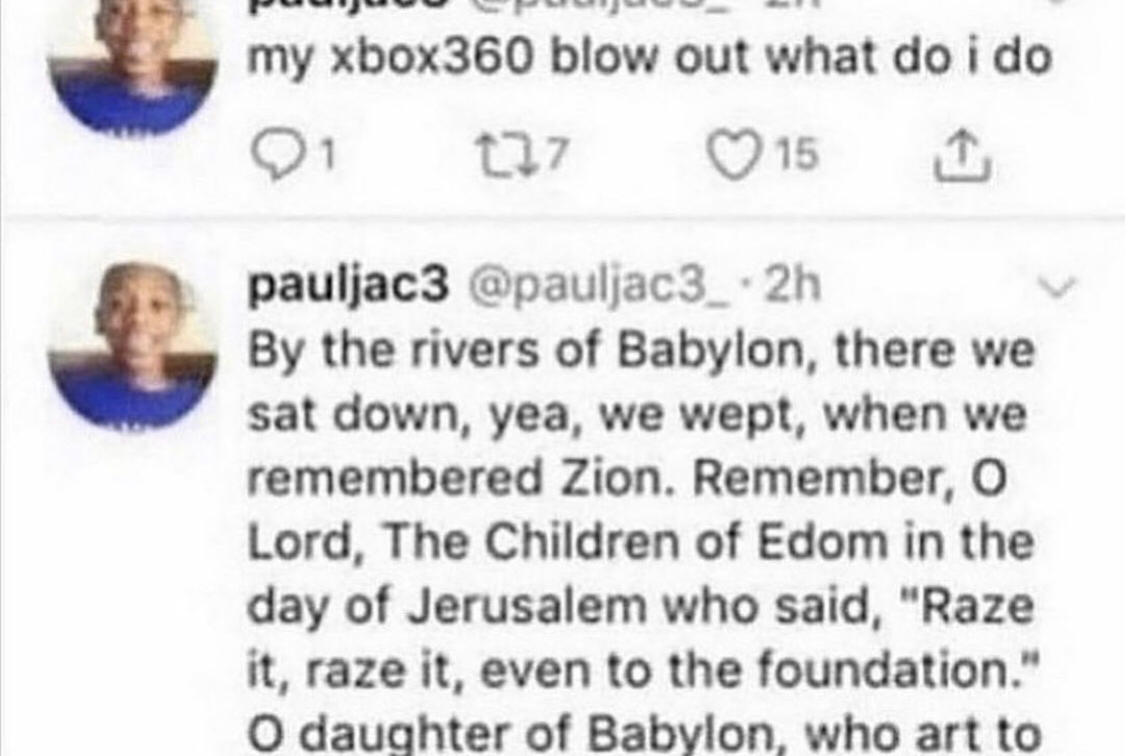 pauljac3 @pauljac3_ · 2h
my xbox360 blow out what do i do
1 7 15
pauljac3 @pauljac3_ · 2h
By the rivers of Babylon, there we
sat down, yea, we wept, when we
remembered Zion. Remember, O
Lord, The Children of Edom in the
day of Jerusalem who said, "Raze
it, raze it, even to the foundation."
O daughter of Babylon, who art to